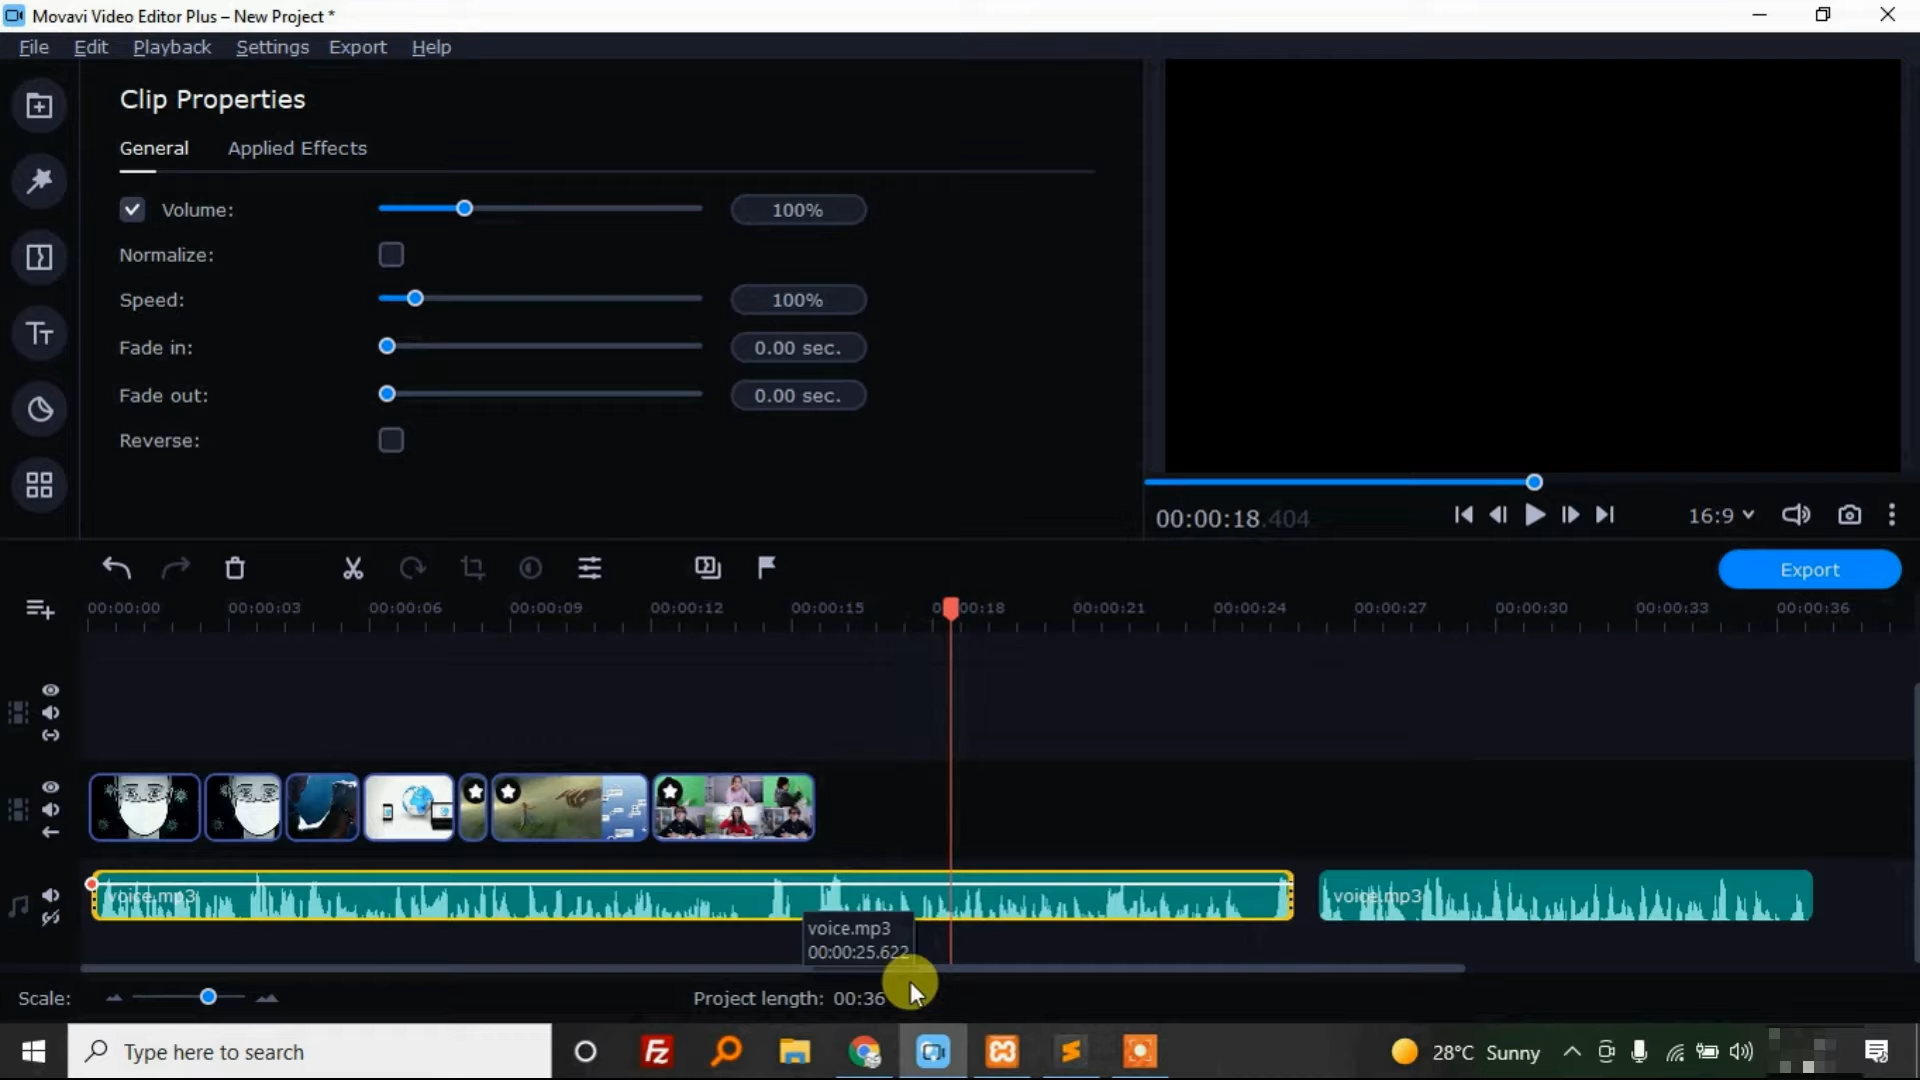 Movavi Video Editor Plus – New Project *
File Edit Playback Settings Export Help
Clip Properties
General Applied Effects
Volume: 100%
Normalize:
Speed: 100%
Fade in: 0.00 sec.
Fade out: 0.00 sec.
Reverse:
00:00:18.404
16:9
Export
00:00:00 00:00:03 00:00:06 00:00:09 00:00:12 00:00:15 00:00:18 00:00:21 00:00:24 00:00:27 00:00:30 00:00:33 00:00:36
voice.mp3 voice.mp3
voice.mp3
00:00:25.622
Scale: Project length: 00:36
Type here to search
Fz
28°C Sunny